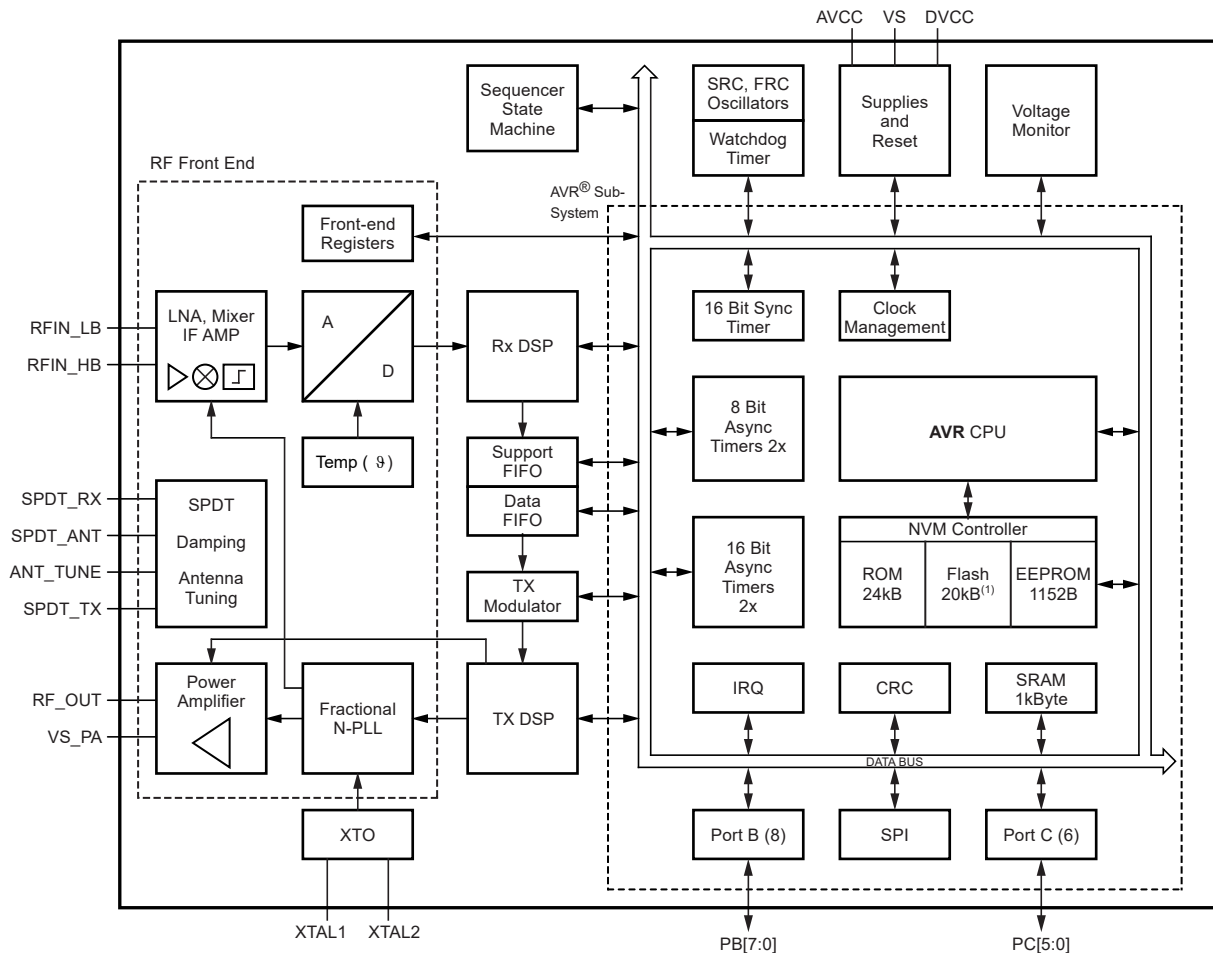 AVCC VS DVCC
Sequencer
State
Machine
SRC, FRC
Oscillators
Watchdog
Timer
Supplies
and
Reset
Voltage
Monitor
RF Front End
AVR® Sub-
System
Front-end
Registers
RFIN_LB
RFIN_HB
LNA, Mixer
IF AMP
A
D
Rx DSP
16 Bit Sync
Timer
Clock
Management
Temp ( ϑ )
Support
FIFO
Data
FIFO
8 Bit
Async
Timers 2x
AVR CPU
SPDT_RX
SPDT_ANT
ANT_TUNE
SPDT_TX
SPDT
Damping
Antenna
Tuning
TX
Modulator
16 Bit
Async
Timers
2x
NVM Controller
ROM
24kB
Flash
20kB(1)
EEPROM
1152B
RF_OUT
VS_PA
Power
Amplifier
Fractional
N-PLL
TX DSP
IRQ
CRC
SRAM
1kByte
DATA BUS
XTO
Port B (8)
SPI
Port C (6)
XTAL1 XTAL2
PB[7:0]
PC[5:0]